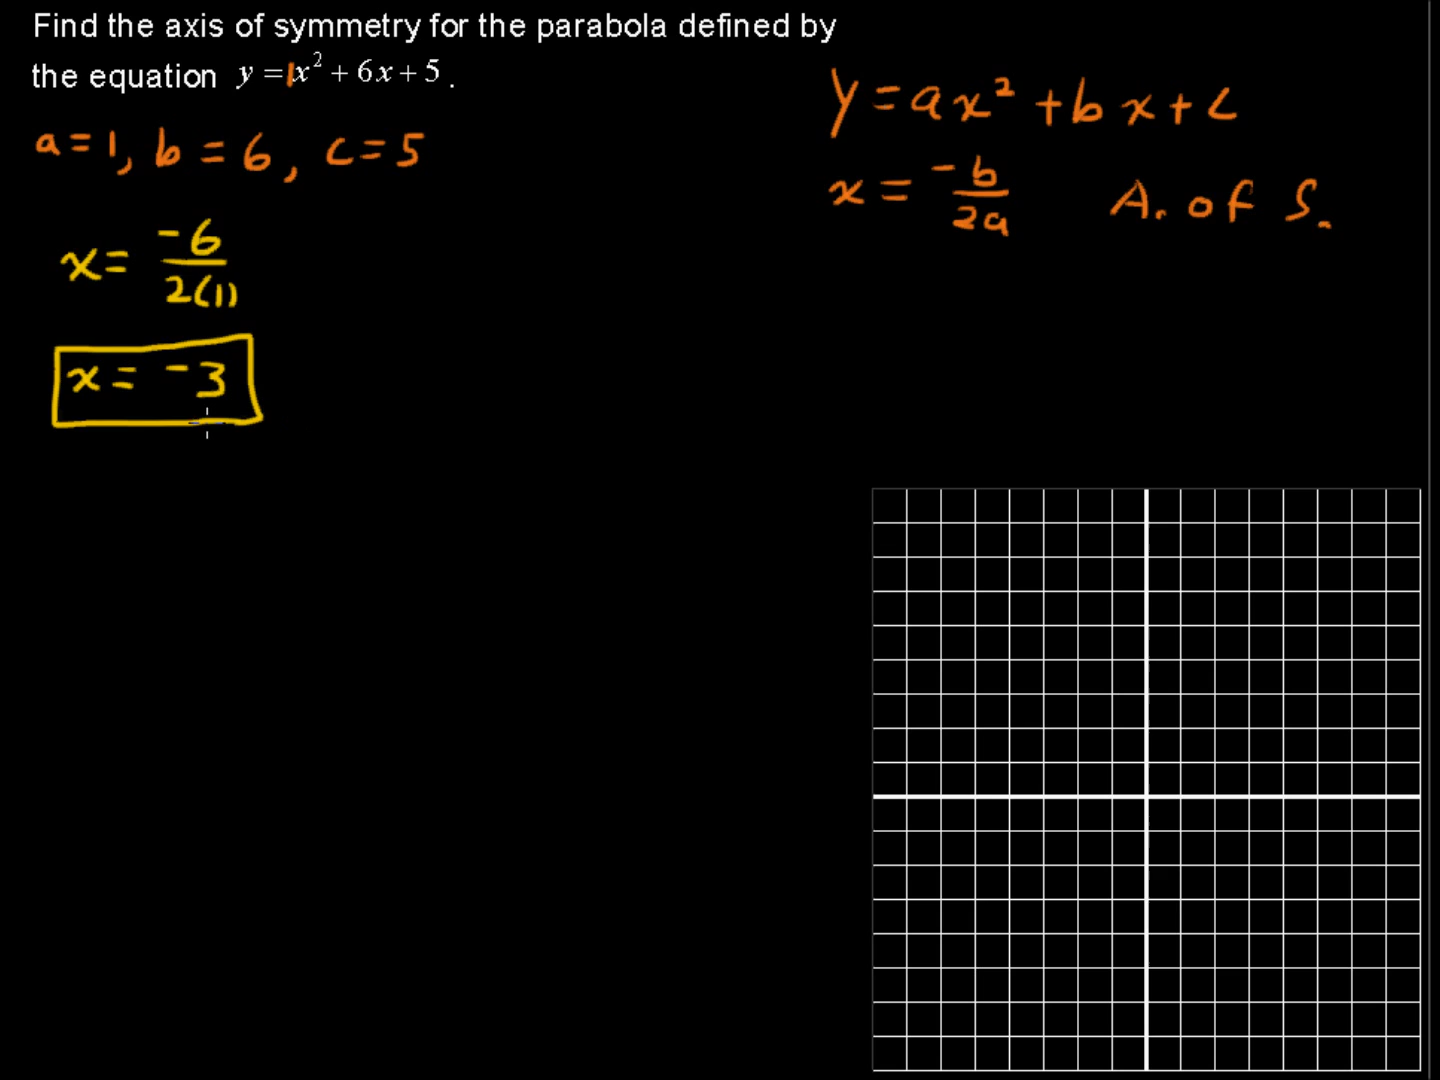 Find the axis of symmetry for the parabola defined by
the equation y = 1x² + 6x + 5 .
y = ax² + bx + c
a = 1, b = 6, c = 5
x = -b/2a A. of S.
x = -6/2(1)
x = -3